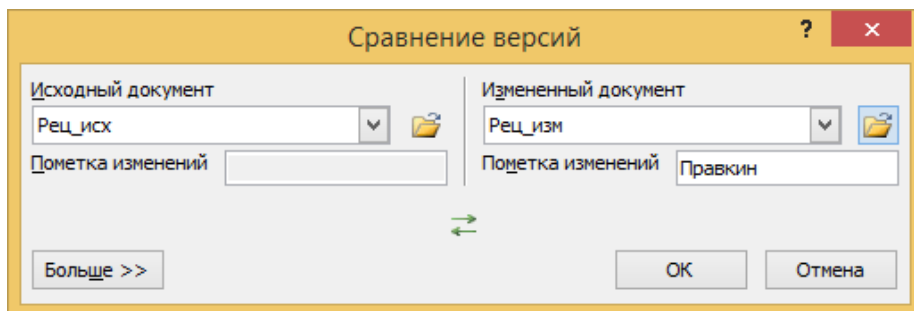 Сравнение версий ?
Исходный документ
Рец_исх
Пометка изменений
Измененный документ
Рец_изм
Пометка изменений Правкин
Больше >>
ОК Отмена